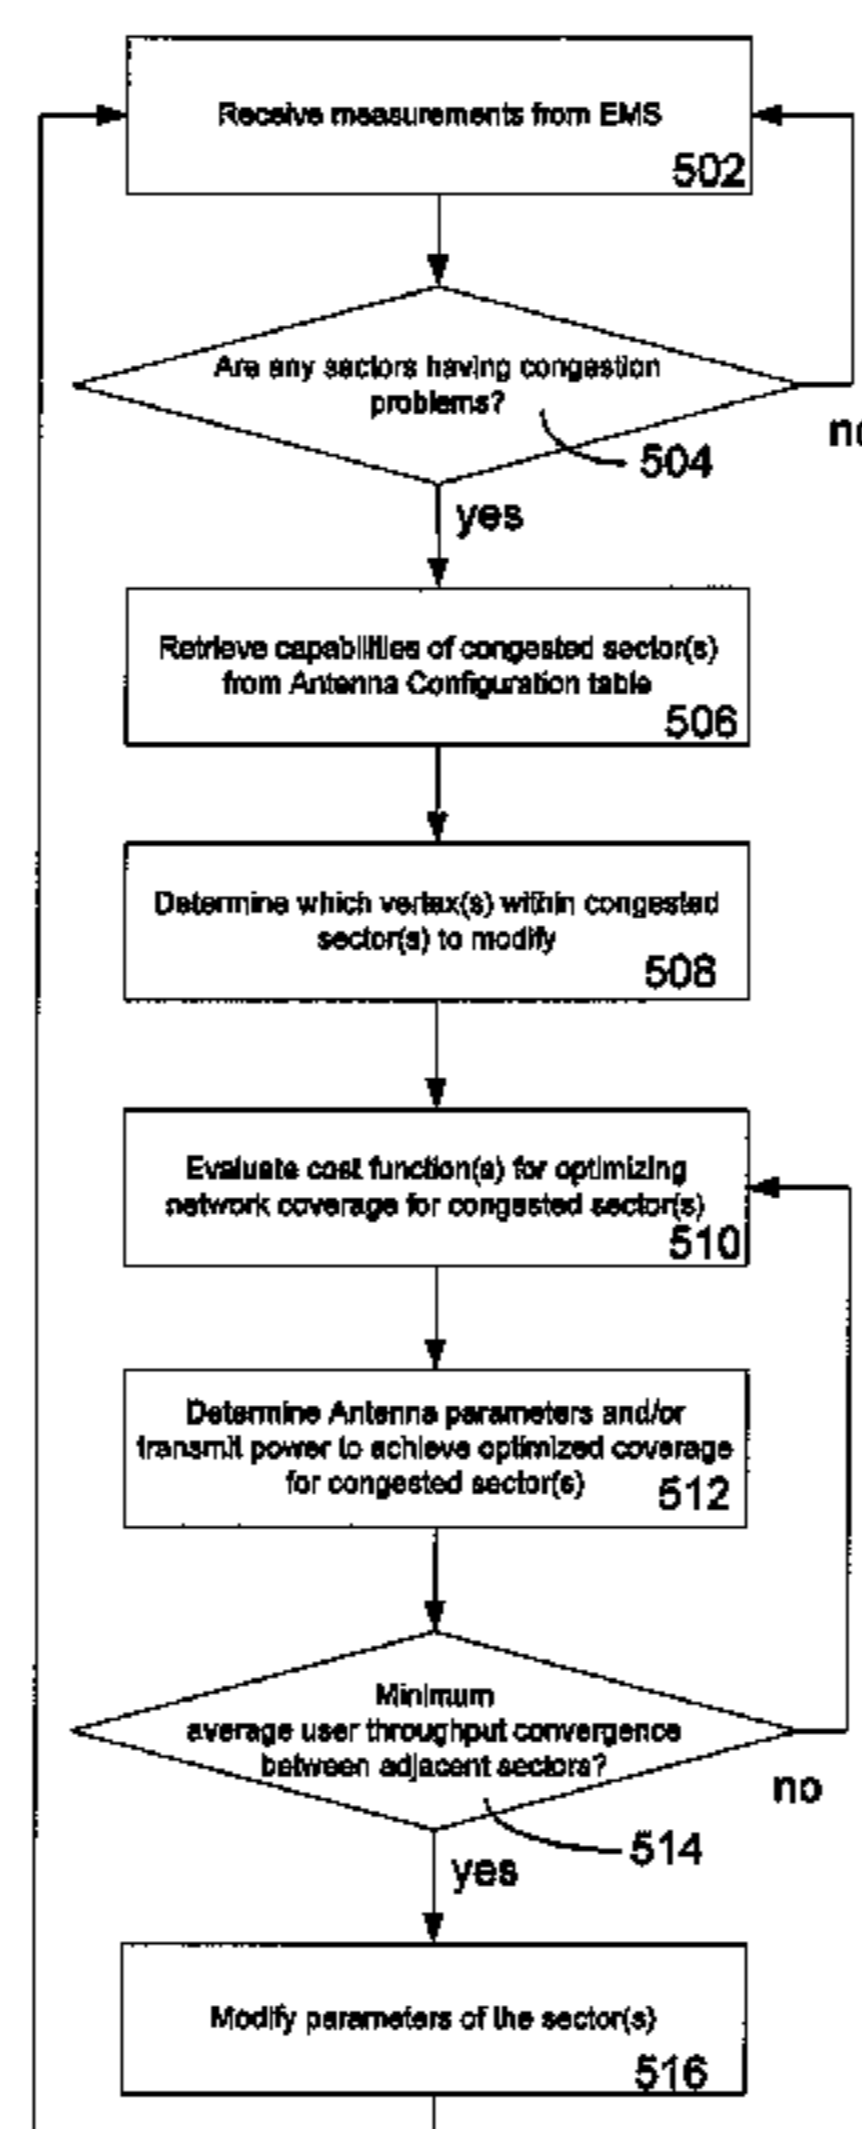 Receive measurements from EMS
502
Are any sectors having congestion
problems?
504
no
yes
Retrieve capabilities of congested sector(s)
from Antenna Configuration table
506
Determine which vertex(s) within congested
sector(s) to modify
508
Evaluate cost function(s) for optimizing
network coverage for congested sector(s)
510
Determine Antenna parameters and/or
transmit power to achieve optimized coverage
for congested sector(s)
512
Minimum
average user throughput convergence
between adjacent sectors?
no
514
yes
Modify parameters of the sector(s)
516